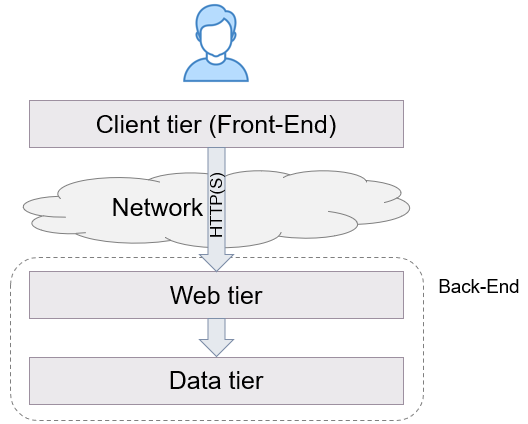 Client tier (Front-End)
Network
HTTP(S)
Web tier
Back-End
Data tier